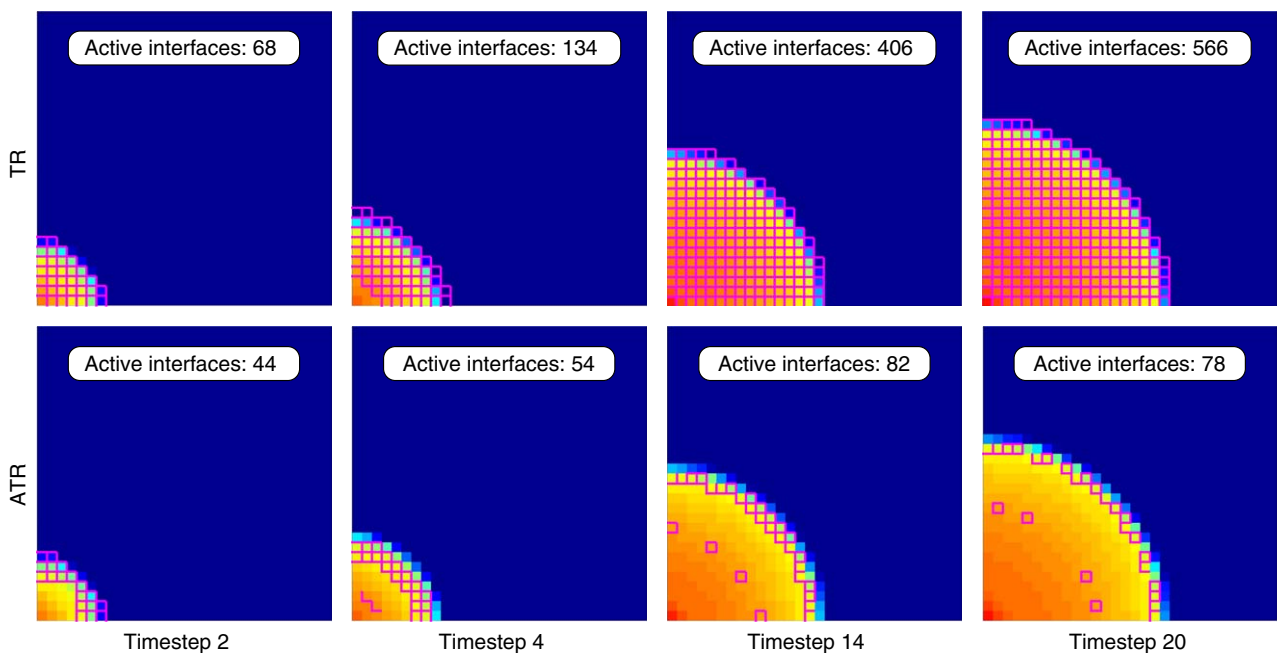 TR
Active interfaces: 68
Active interfaces: 134
Active interfaces: 406
Active interfaces: 566
ATR
Active interfaces: 44
Active interfaces: 54
Active interfaces: 82
Active interfaces: 78
Timestep 2
Timestep 4
Timestep 14
Timestep 20